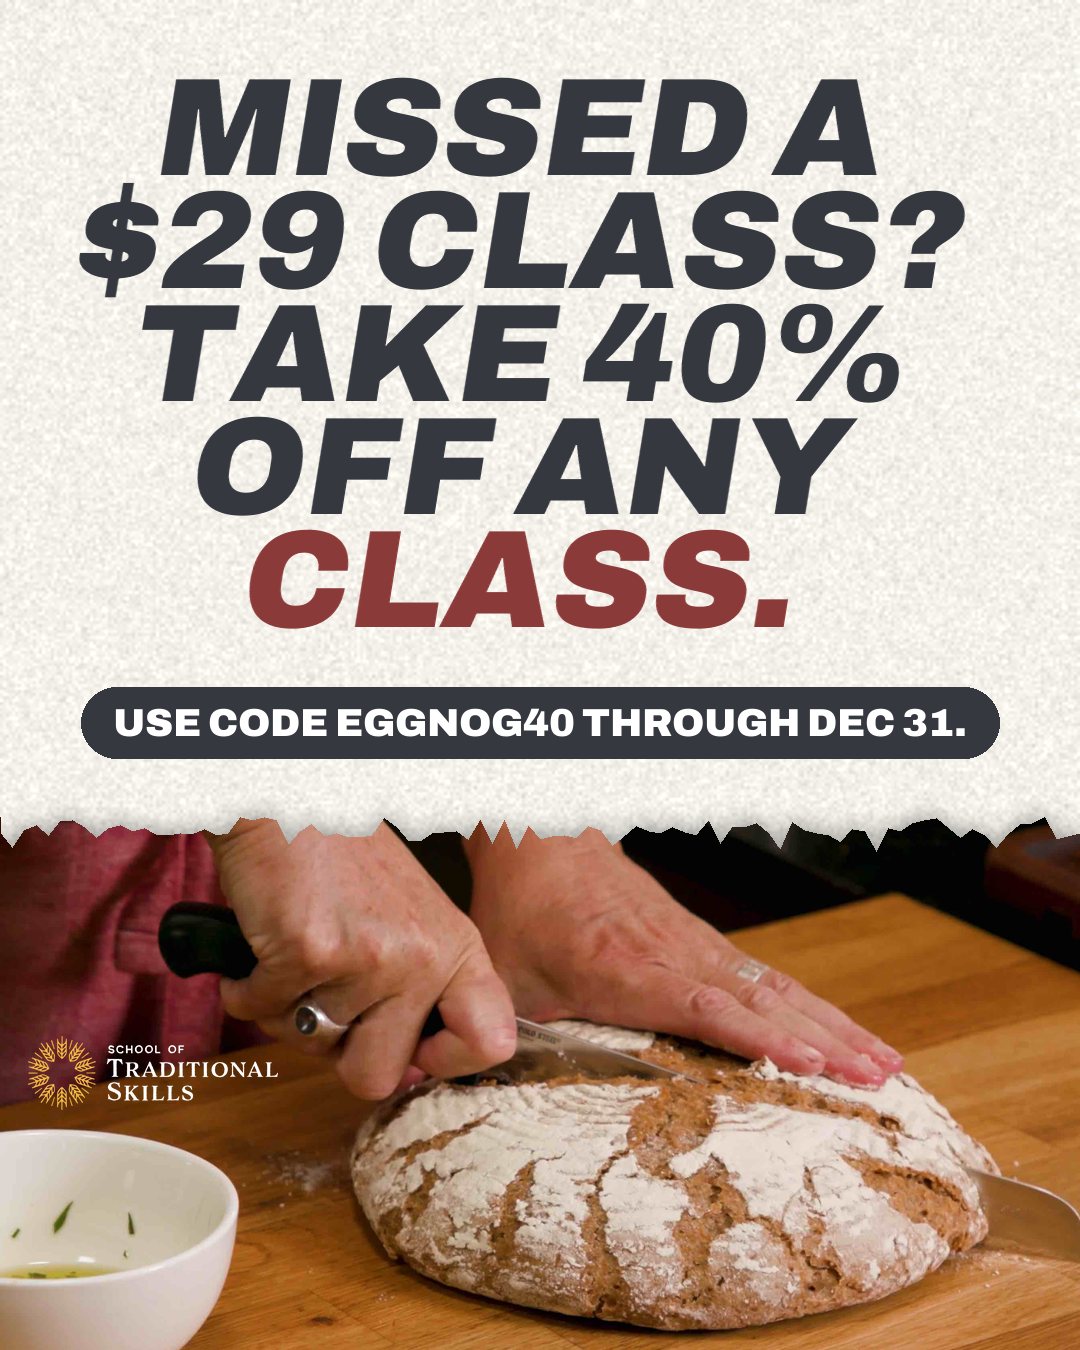 MISSED A
$29 CLASS?
TAKE 40%
OFF ANY
CLASS.
USE CODE EGGNOG40 THROUGH DEC 31.
SCHOOL OF
TRADITIONAL
SKILLS